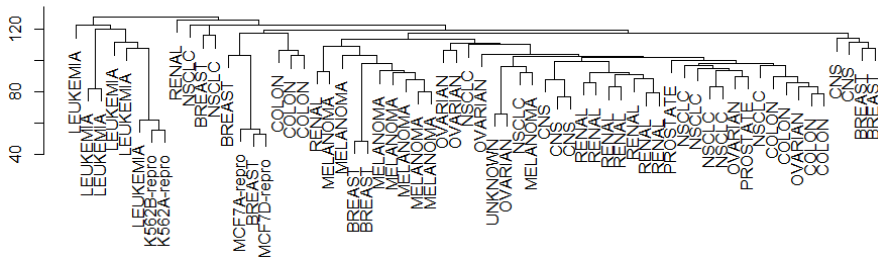 120
80
40
LEUKEMIA
LEUKEMIA
LEUKEMIA
LEUKEMIA
LEUKEMIA
LEUKEMIA
K562B-repro
K562A-repro
RENAL
NSCLC
BREAST
NSCLC
BREAST
MCF7A-repro
BREAST
MCF7D-repro
COLON
COLON
COLON
RENAL
MELANOMA
MELANOMA
BREAST
BREAST
MELANOMA
MELANOMA
MELANOMA
MELANOMA
MELANOMA
OVARIAN
OVARIAN
NSCLC
OVARIAN
UNKNOWN
OVARIAN
NSCLC
MELANOMA
CNS
CNS
CNS
RENAL
RENAL
RENAL
RENAL
RENAL
RENAL
RENAL
PROSTATE
NSCLC
NSCLC
NSCLC
NSCLC
OVARIAN
PROSTATE
NSCLC
COLON
COLON
OVARIAN
COLON
COLON
CNS
CNS
BREAST
BREAST